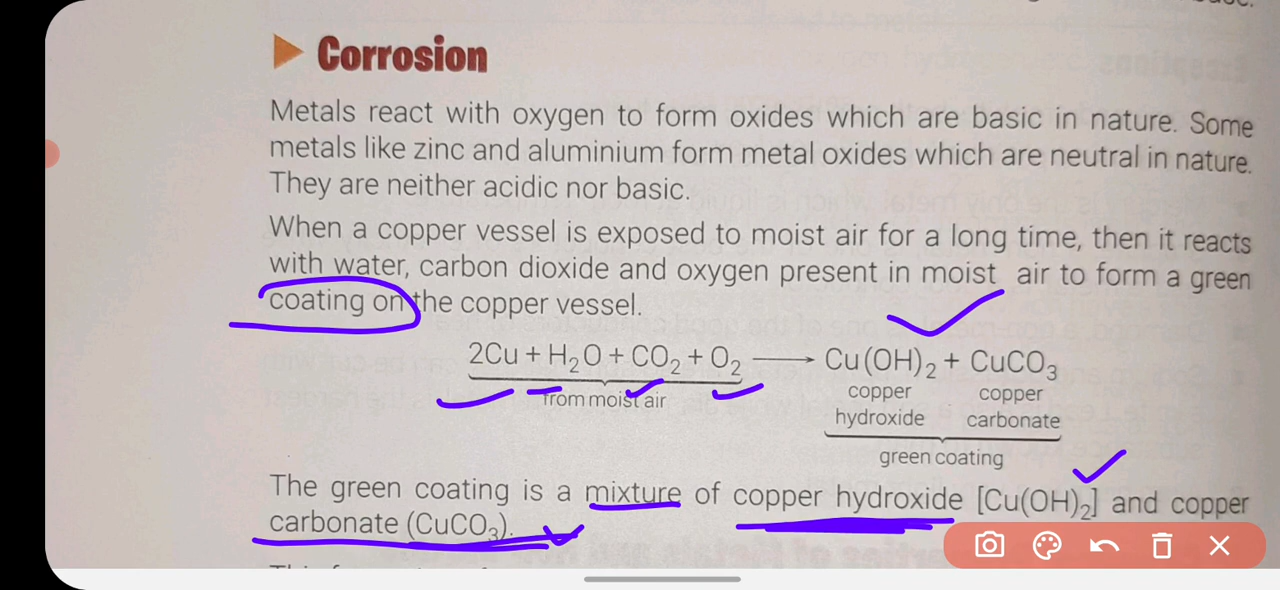 Corrosion
Metals react with oxygen to form oxides which are basic in nature. Some
metals like zinc and aluminium form metal oxides which are neutral in nature.
They are neither acidic nor basic.
When a copper vessel is exposed to moist air for a long time, then it reacts
with water, carbon dioxide and oxygen present in moist air to form a green
coating on the copper vessel.
2Cu + H₂O + CO₂ + O₂ ⟶ Cu(OH)₂ + CuCO₃
from moist air
copper hydroxide
copper carbonate
green coating
The green coating is a mixture of copper hydroxide [Cu(OH)₂] and copper
carbonate (CuCO₃).